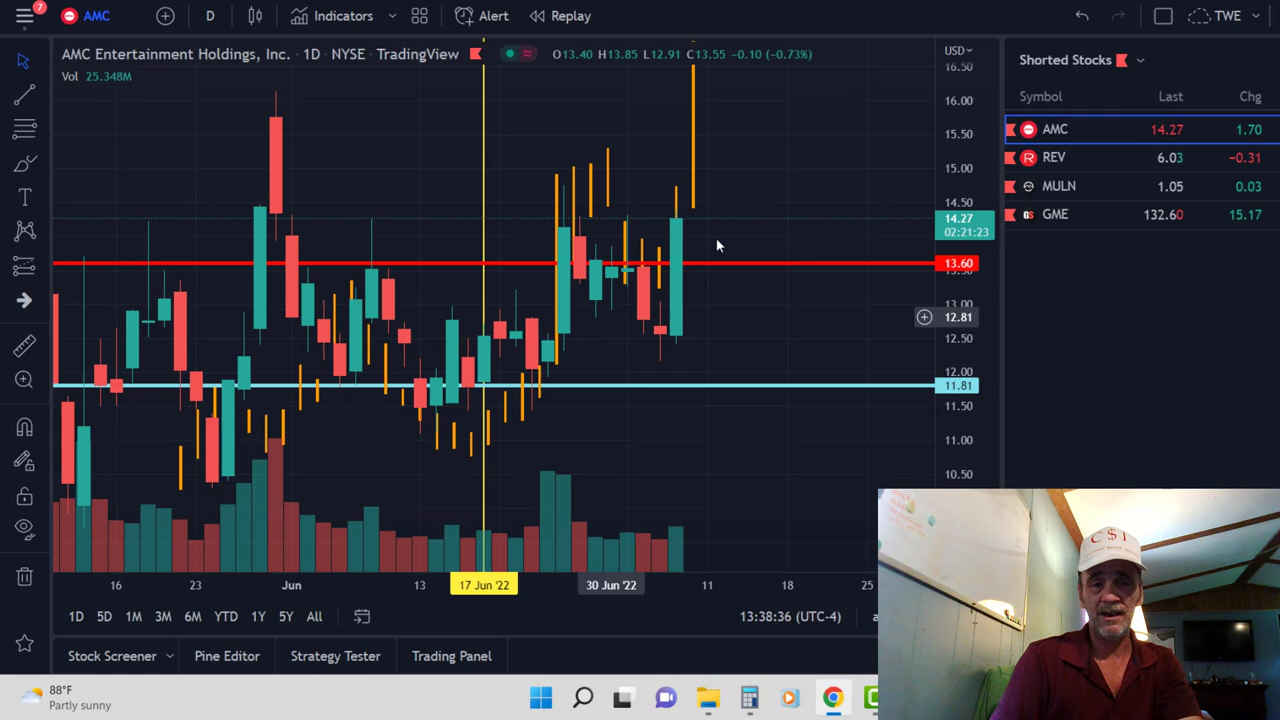 7
AMC
D
Indicators
Alert
Replay
TWE
AMC Entertainment Holdings, Inc. · 1D · NYSE · TradingView
O13.40 H13.85 L12.91 C13.55 −0.10 (−0.73%)
Vol 25.348M
USD
16.50
16.00
15.50
15.00
14.50
14.27
02:21:23
13.60
13.00
12.81
12.50
12.00
11.81
11.50
11.00
10.50
16
23
Jun
13
17 Jun '22
30 Jun '22
11
18
25
1D 5D 1M 3M 6M YTD 1Y 5Y All
13:38:36 (UTC-4)
Stock Screener
Pine Editor
Strategy Tester
Trading Panel
Shorted Stocks
Symbol Last Chg
AMC 14.27 1.70
REV 6.03 −0.31
MULN 1.05 0.03
GME 132.60 15.17
C$I
88°F
Partly sunny